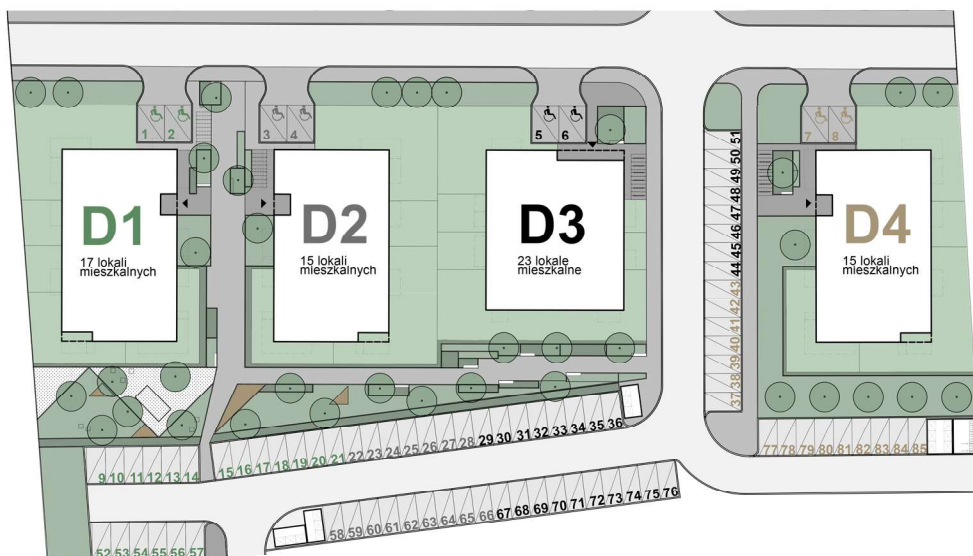 1 2
3 4
5 6
7 8
D1
17 lokali
mieszkalnych
D2
15 lokali
mieszkalnych
D3
23 lokale
mieszkalne
D4
15 lokali
mieszkalnych
51
50
49
48
47
46
45
44
43
42
41
40
39
38
37
9 10 11 12 13 14
15 16 17 18 19 20 21 22 23 24 25 26 27 28 29 30 31 32 33 34 35 36
77 78 79 80 81 82 83 84 85
52 53 54 55 56 57
58 59 60 61 62 63 64 65 66 67 68 69 70 71 72 73 74 75 76